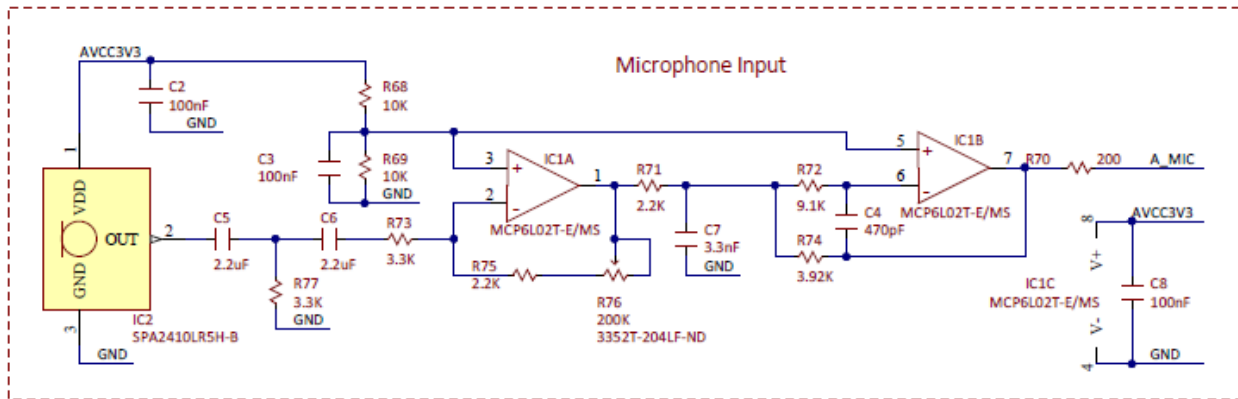 Microphone Input
AVCC3V3
C2
100nF
GND
R68
10K
C3
100nF
R69
10K
GND
1
VDD
OUT
GND
3
2
IC2
SPA2410LR5H-B
GND
C5
2.2uF
R77
3.3K
GND
C6
2.2uF
R73
3.3K
3
+
2
-
1
IC1A
MCP6L02T-E/MS
R75
2.2K
R76
200K
3352T-204LF-ND
R71
2.2K
C7
3.3nF
GND
R72
9.1K
C4
470pF
R74
3.92K
5
+
6
-
7
IC1B
MCP6L02T-E/MS
R70
200
A_MIC
8
AVCC3V3
V+
IC1C
MCP6L02T-E/MS
V-
4
C8
100nF
GND